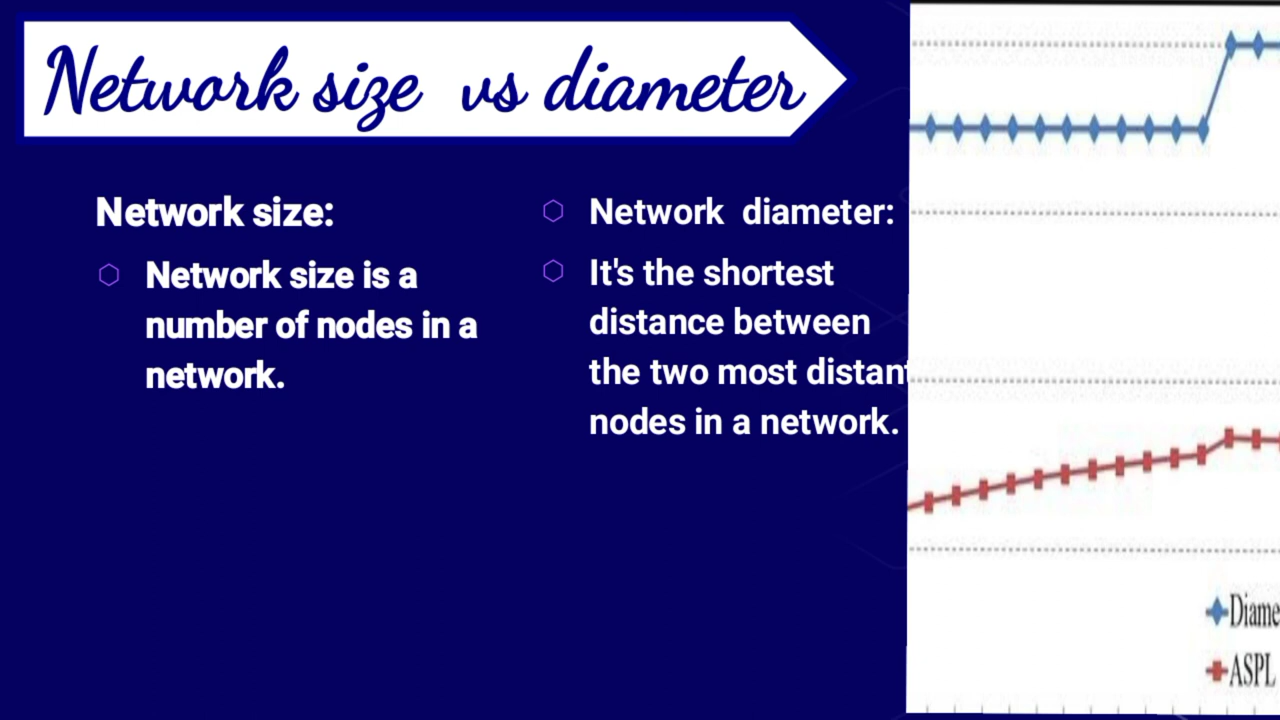 Network size vs diameter
Network size:
Network size is a
number of nodes in a
network.
Network diameter:
It's the shortest
distance between
the two most distant
nodes in a network.
Diame
ASPL